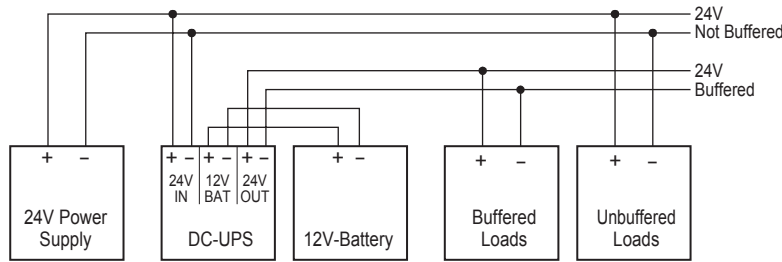 24V
Not Buffered
24V
Buffered
+ – + – + – + – + – + – + –
24V IN 12V BAT 24V OUT
24V Power Supply
DC-UPS
12V-Battery
Buffered Loads
Unbuffered Loads